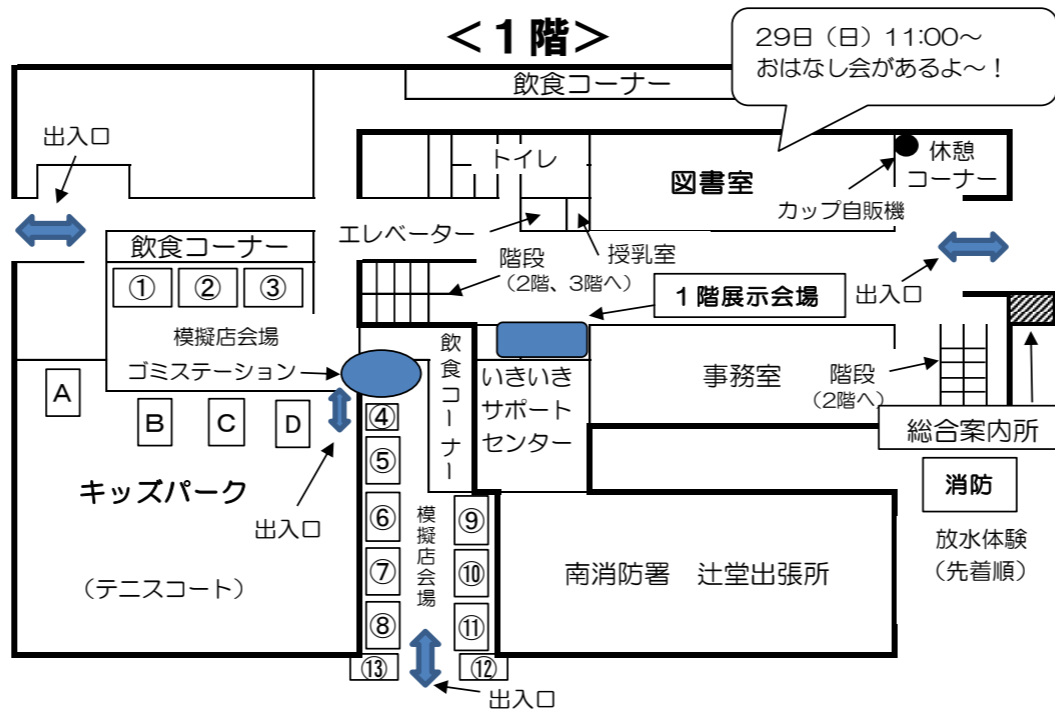 ＜１階＞
29日（日）11:00～
おはなし会があるよ～！
飲食コーナー
出入口
トイレ
図書室
休憩
コーナー
カップ自販機
エレベーター
授乳室
飲食コーナー
①
②
③
階段
（2階、3階へ）
１階展示会場
出入口
模擬店会場
ゴミステーション
飲食コーナー
いきいき
サポート
センター
事務室
階段
（2階へ）
総合案内所
A
B
C
D
④
⑤
⑥
⑦
⑧
⑬
キッズパーク
出入口
（テニスコート）
模擬店会場
⑨
⑩
⑪
⑫
南消防署　辻堂出張所
消防
放水体験
（先着順）
出入口